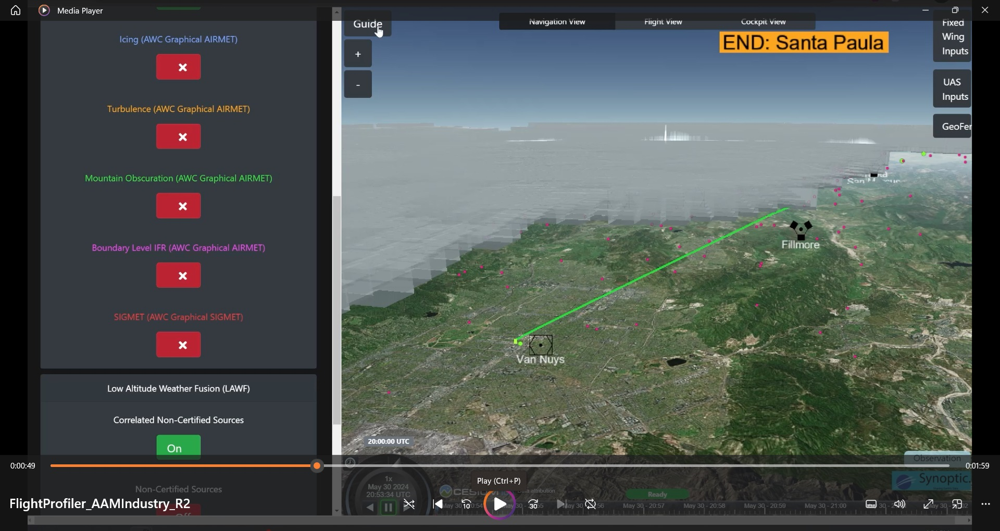 Media Player
Icing (AWC Graphical AIRMET)
Turbulence (AWC Graphical AIRMET)
Mountain Obscuration (AWC Graphical AIRMET)
Boundary Level IFR (AWC Graphical AIRMET)
SIGMET (AWC Graphical SIGMET)
Low Altitude Weather Fusion (LAWF)
Correlated Non-Certified Sources
On
Non-Certified Sources
Off
Guide
+
-
Navigation View
Flight View
Cockpit View
END: Santa Paula
Fixed
Wing
Inputs
UAS
Inputs
GeoFer
Fillmore
Van Nuys
20:00:00 UTC
Observation
0:00:49
0:01:59
Play (Ctrl+P)
Synoptic.
1x
May 30 2024
20:53:34 UTC
data attribution
Ready
FlightProfiler_AAMIndustry_R2
10
30
May 30 - 20:57
May 30 - 20:58
May 30 - 20:59
May 30 - 21:00